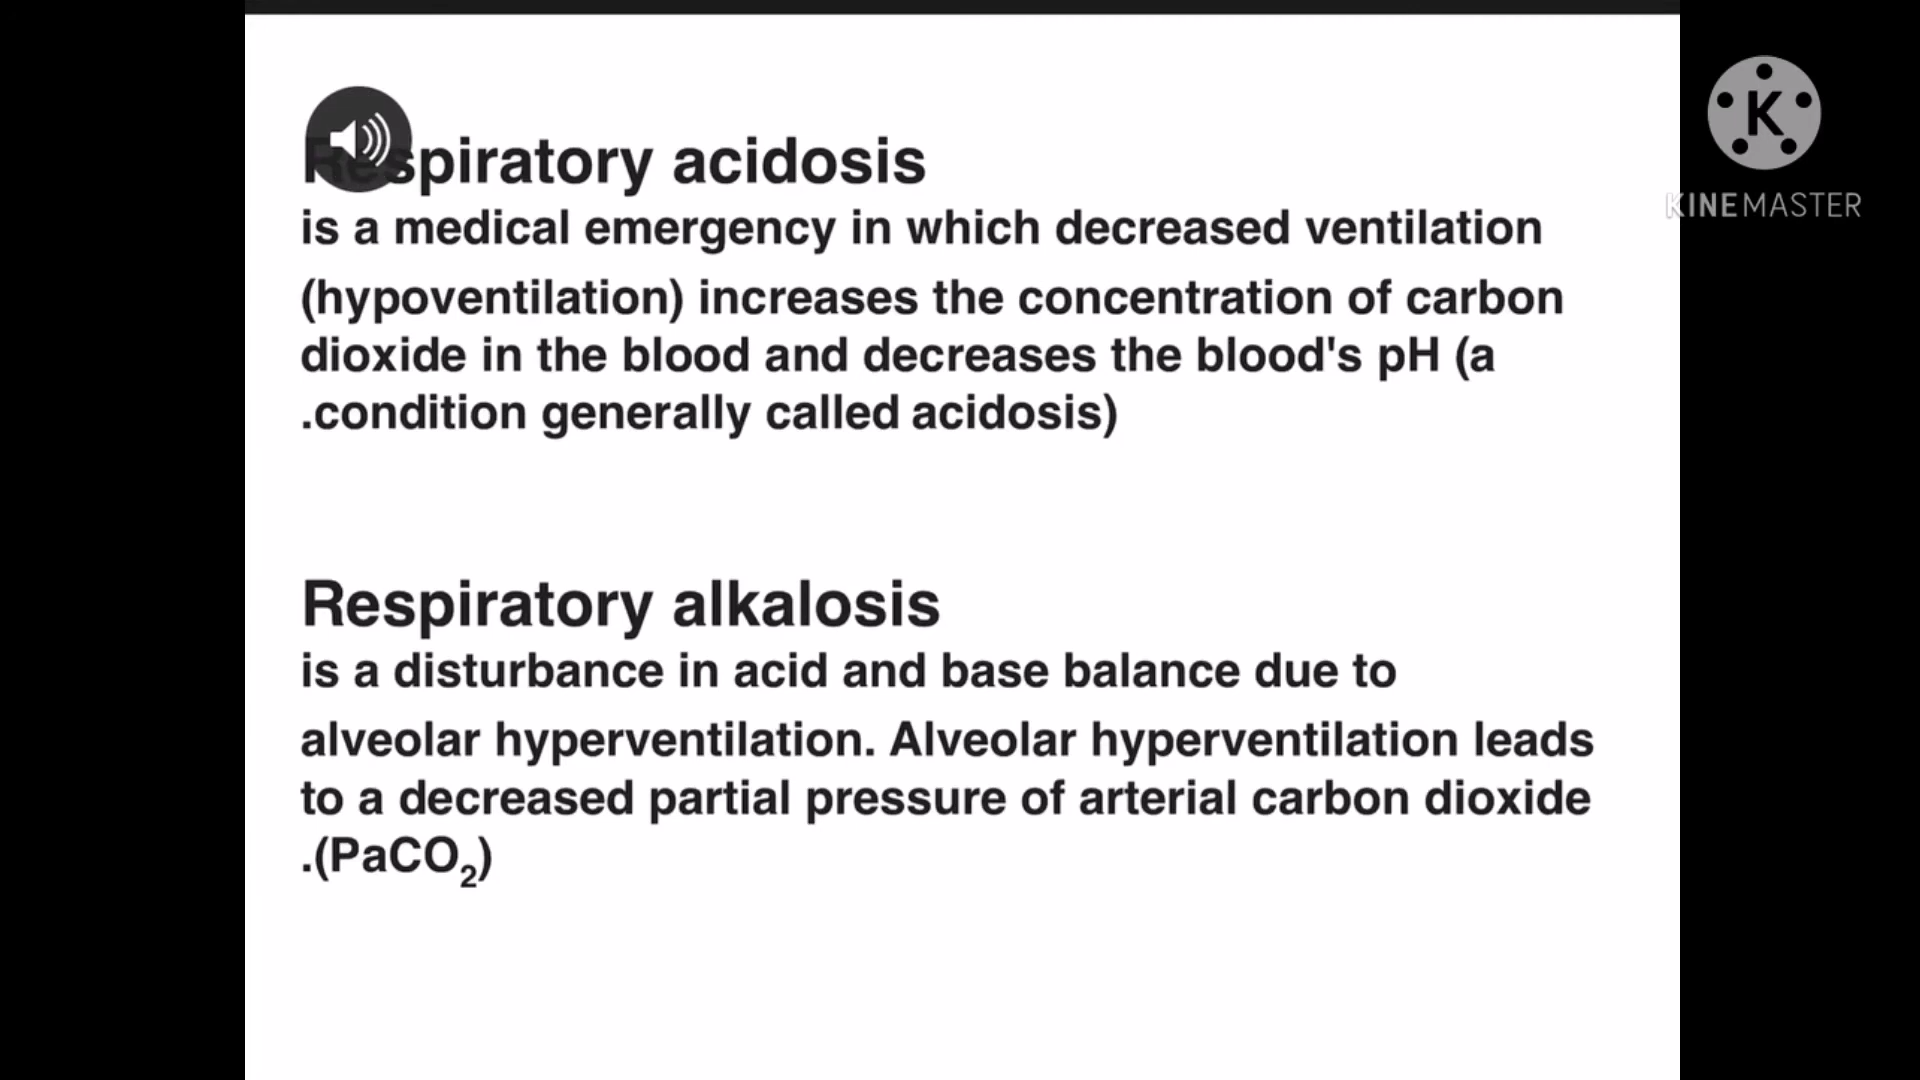 Respiratory acidosis
is a medical emergency in which decreased ventilation
(hypoventilation) increases the concentration of carbon
dioxide in the blood and decreases the blood's pH (a
.condition generally called acidosis)
Respiratory alkalosis
is a disturbance in acid and base balance due to
alveolar hyperventilation. Alveolar hyperventilation leads
to a decreased partial pressure of arterial carbon dioxide
.(PaCO₂)
K
KINEMASTER